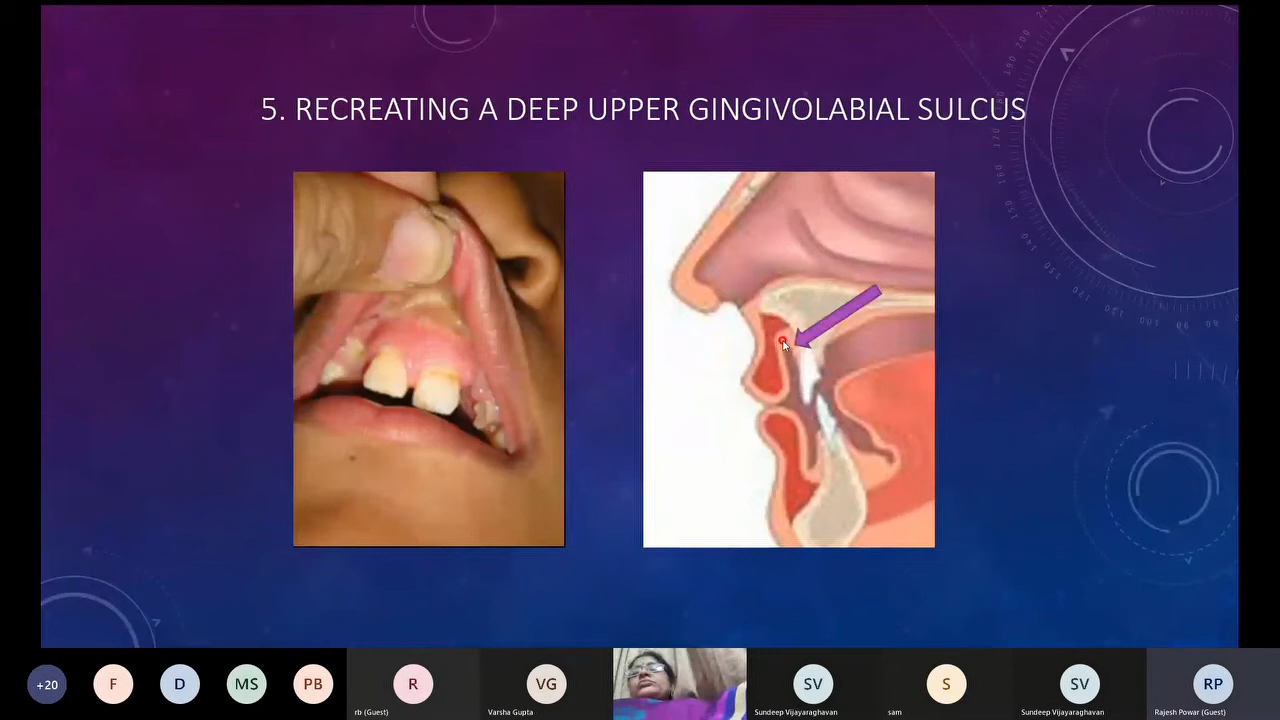 5. RECREATING A DEEP UPPER GINGIVOLABIAL SULCUS
+20
F
D
MS
PB
R
rb (Guest)
VG
Varsha Gupta
SV
Sundeep Vijayaraghavan
S
sam
SV
Sundeep Vijayaraghavan
RP
Rajesh Powar (Guest)